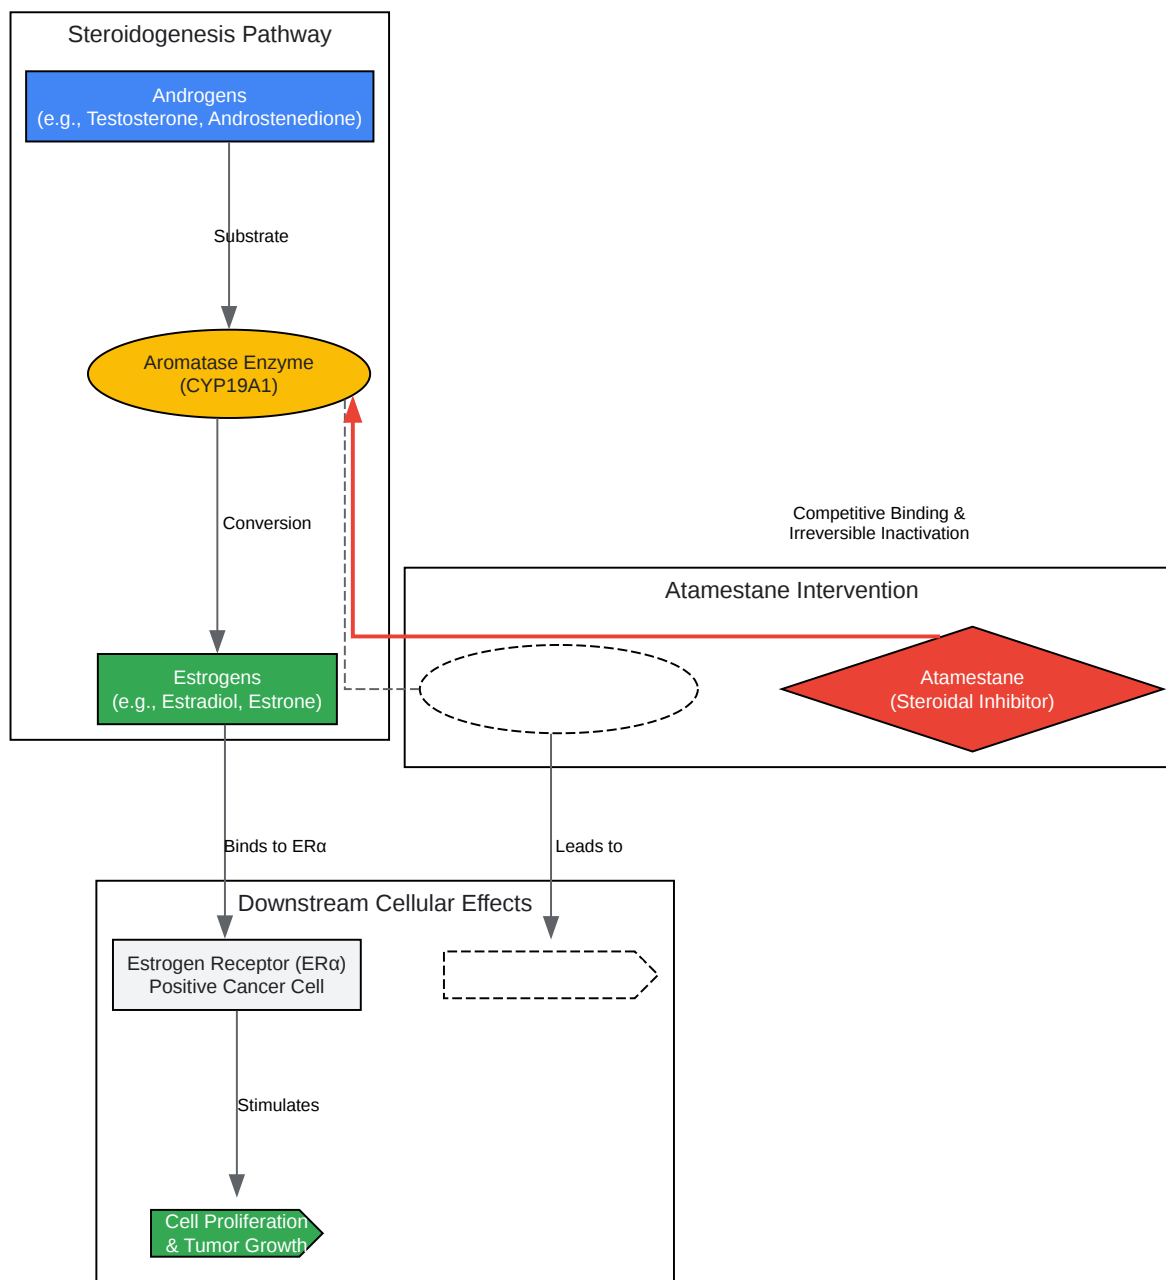 Steroidogenesis Pathway
Androgens
(e.g., Testosterone, Androstenedione)
Substrate
Aromatase Enzyme
(CYP19A1)
Conversion
Competitive Binding &
Irreversible Inactivation
Atamestane Intervention
Estrogens
(e.g., Estradiol, Estrone)
Atamestane
(Steroidal Inhibitor)
Binds to ERα
Leads to
Downstream Cellular Effects
Estrogen Receptor (ERα)
Positive Cancer Cell
Stimulates
Cell Proliferation
& Tumor Growth